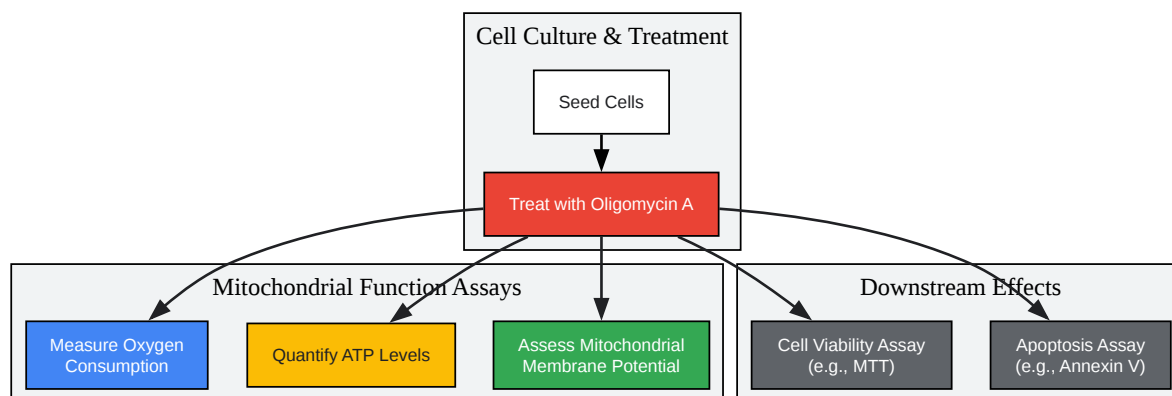 Cell Culture & Treatment
Seed Cells
Treat with Oligomycin A
Mitochondrial Function Assays
Downstream Effects
Measure Oxygen
Consumption
Quantify ATP Levels
Assess Mitochondrial
Membrane Potential
Cell Viability Assay
(e.g., MTT)
Apoptosis Assay
(e.g., Annexin V)